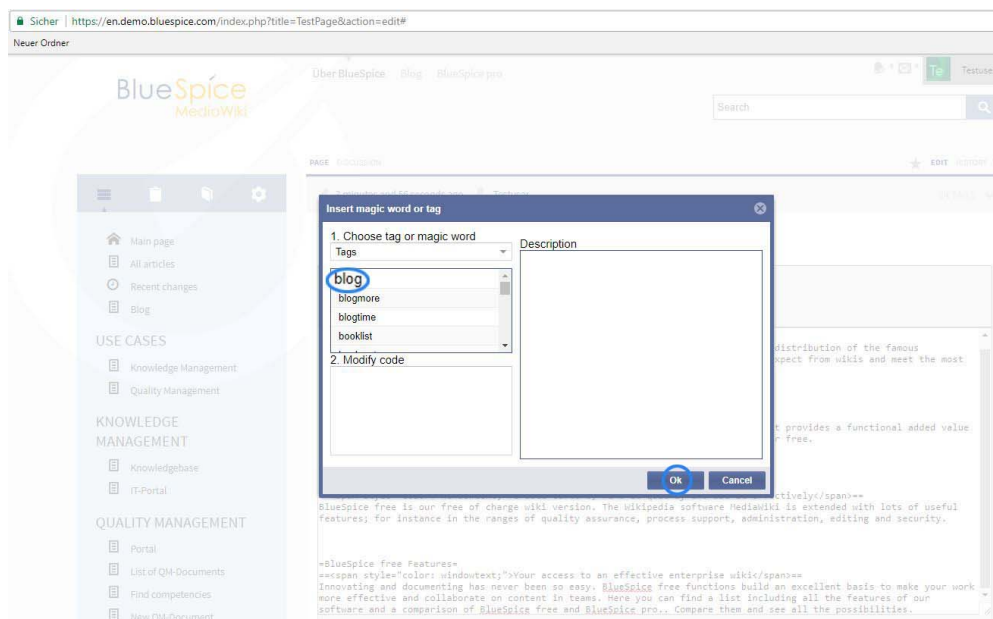 Sicher | https://en.demo.bluespice.com/index.php?title=TestPage&action=edit#
Neuer Ordner
BlueSpice
MediaWiki
Über BlueSpice Blog BlueSpice pro
Te Testuse
Search
PAGE DISCUSSION
EDIT HISTORY
Main page
All articles
Recent changes
Blog
USE CASES
Knowledge Management
Quality Management
KNOWLEDGE
MANAGEMENT
Knowledgebase
IT-Portal
QUALITY MANAGEMENT
Portal
List of QM-Documents
Find competencies
New QM-Document
Insert magic word or tag
1. Choose tag or magic word
Tags
blog
blogmore
blogtime
booklist
2. Modify code
Description
Ok Cancel
distribution of the famous
xpect from wikis and meet the most
t provides a functional added value
r free.
ctively</span>==
BlueSpice free is our free of charge wiki version. The Wikipedia software MediaWiki is extended with lots of useful
features; for instance in the ranges of quality assurance, process support, administration, editing and security.
=BlueSpice free Features=
==<span style="color: windowtext;">Your access to an effective enterprise wiki</span>==
Innovating and documenting has never been so easy. BlueSpice free functions build an excellent basis to make your work
more effective and collaborate on content in teams. Here you can find a list including all the features of our
software and a comparison of BlueSpice free and BlueSpice pro.. Compare them and see all the possibilities.